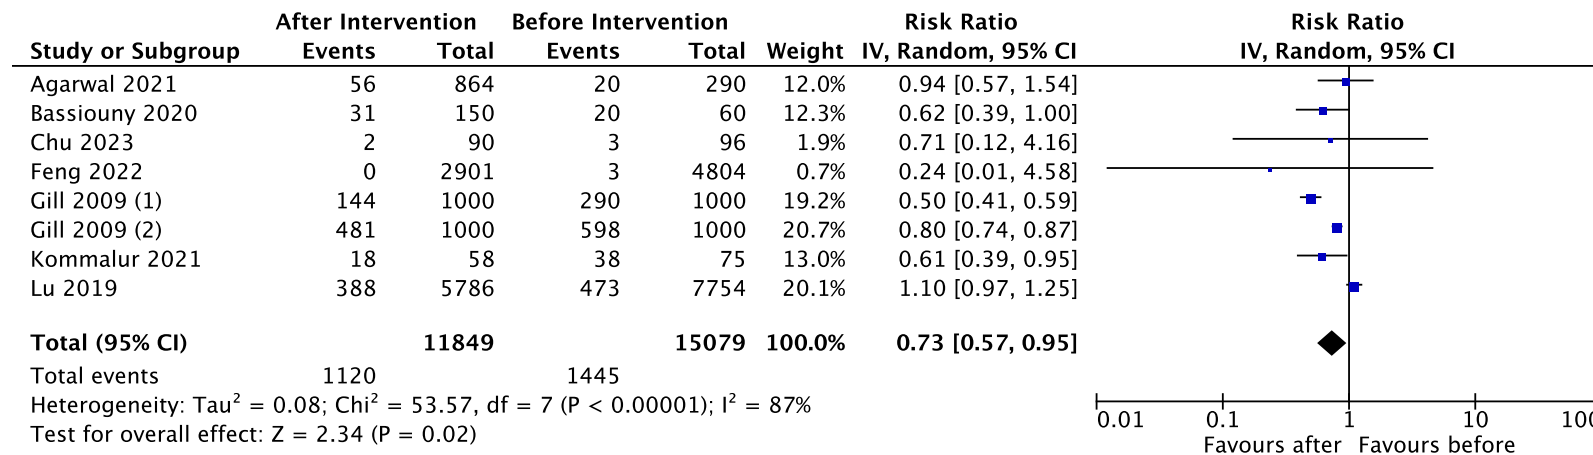 After Intervention Before Intervention Risk Ratio Risk Ratio
Study or Subgroup Events Total Events Total Weight IV, Random, 95% CI IV, Random, 95% CI
Agarwal 2021 56 864 20 290 12.0% 0.94 [0.57, 1.54]
Bassiouny 2020 31 150 20 60 12.3% 0.62 [0.39, 1.00]
Chu 2023 2 90 3 96 1.9% 0.71 [0.12, 4.16]
Feng 2022 0 2901 3 4804 0.7% 0.24 [0.01, 4.58]
Gill 2009 (1) 144 1000 290 1000 19.2% 0.50 [0.41, 0.59]
Gill 2009 (2) 481 1000 598 1000 20.7% 0.80 [0.74, 0.87]
Kommalur 2021 18 58 38 75 13.0% 0.61 [0.39, 0.95]
Lu 2019 388 5786 473 7754 20.1% 1.10 [0.97, 1.25]
Total (95% CI) 11849 15079 100.0% 0.73 [0.57, 0.95]
Total events 1120 1445
Heterogeneity: Tau² = 0.08; Chi² = 53.57, df = 7 (P < 0.00001); I² = 87%
Test for overall effect: Z = 2.34 (P = 0.02)
0.01 0.1 1 10 100
Favours after Favours before